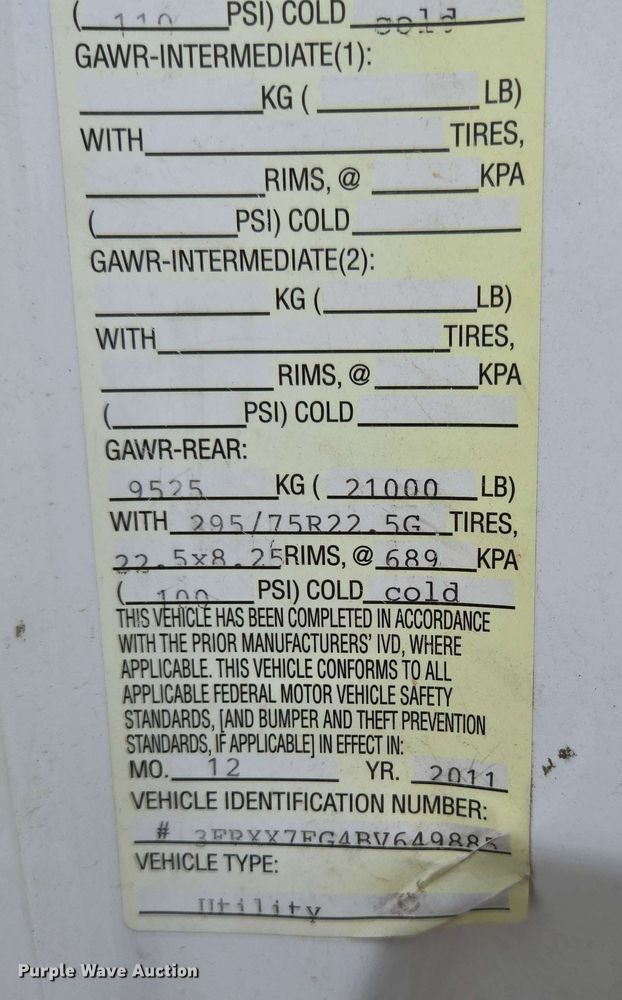 ( 110 PSI) COLD cold
GAWR-INTERMEDIATE(1):
KG ( LB)
WITH TIRES,
RIMS, @ KPA
( PSI) COLD
GAWR-INTERMEDIATE(2):
KG ( LB)
WITH TIRES,
RIMS, @ KPA
( PSI) COLD
GAWR-REAR:
9525 KG ( 21000 LB)
WITH 295/75R22.5G TIRES,
22.5x8.25 RIMS, @ 689 KPA
( 100 PSI) COLD cold
THIS VEHICLE HAS BEEN COMPLETED IN ACCORDANCE
WITH THE PRIOR MANUFACTURERS' IVD, WHERE
APPLICABLE. THIS VEHICLE CONFORMS TO ALL
APPLICABLE FEDERAL MOTOR VEHICLE SAFETY
STANDARDS, [AND BUMPER AND THEFT PREVENTION
STANDARDS, IF APPLICABLE] IN EFFECT IN:
MO. 12 YR. 2011
VEHICLE IDENTIFICATION NUMBER:
# 3FRXX7FG4BV649885
VEHICLE TYPE:
Utility
Purple Wave Auction